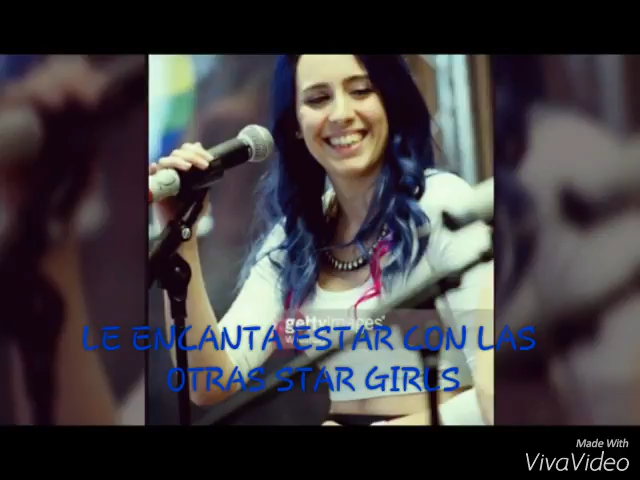 gettyimages
LE ENCANTA ESTAR CON LAS
OTRAS STAR GIRLS
Made With
VivaVideo